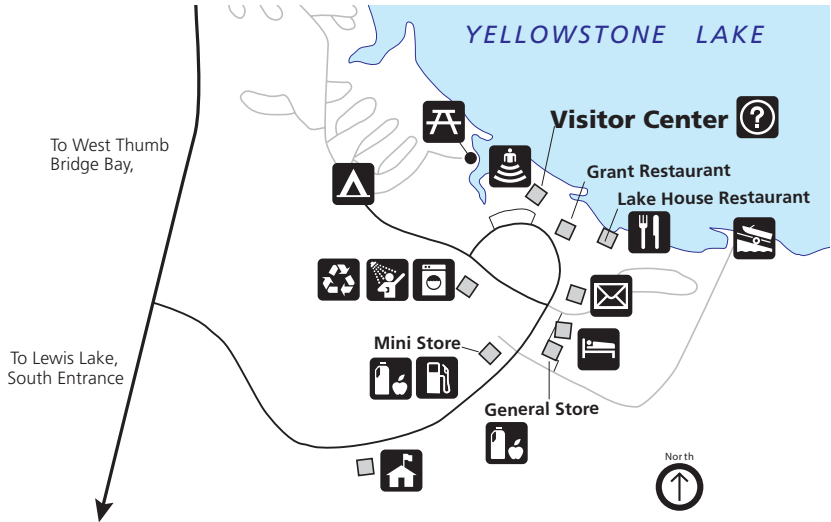 YELLOWSTONE LAKE
Visitor Center
?
To West Thumb
Bridge Bay,
Grant Restaurant
Lake House Restaurant
Mini Store
To Lewis Lake,
South Entrance
General Store
North